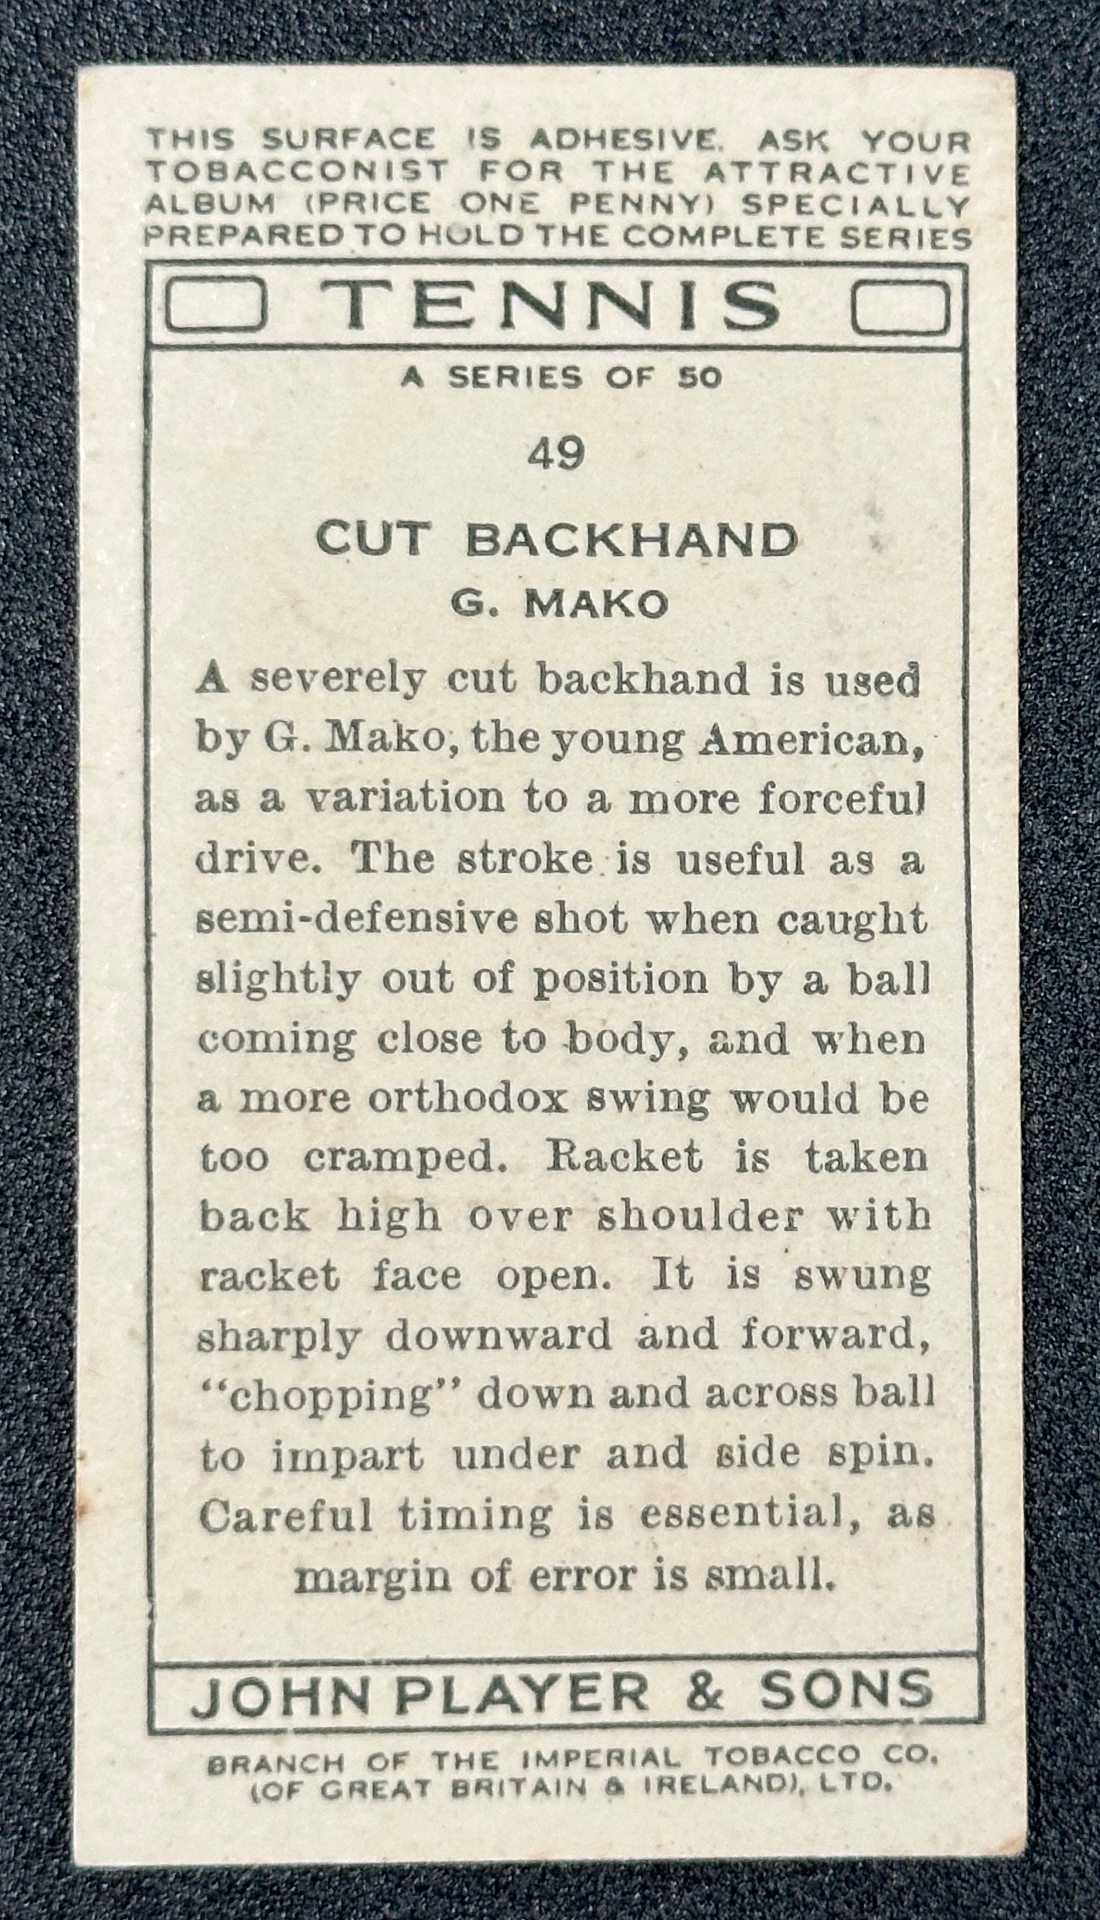 THIS SURFACE IS ADHESIVE. ASK YOUR
TOBACCONIST FOR THE ATTRACTIVE
ALBUM (PRICE ONE PENNY) SPECIALLY
PREPARED TO HOLD THE COMPLETE SERIES
TENNIS
A SERIES OF 50
49
CUT BACKHAND
G. MAKO
A severely cut backhand is used
by G. Mako, the young American,
as a variation to a more forceful
drive. The stroke is useful as a
semi-defensive shot when caught
slightly out of position by a ball
coming close to body, and when
a more orthodox swing would be
too cramped. Racket is taken
back high over shoulder with
racket face open. It is swung
sharply downward and forward,
“chopping” down and across ball
to impart under and side spin.
Careful timing is essential, as
margin of error is small.
JOHN PLAYER & SONS
BRANCH OF THE IMPERIAL TOBACCO CO.
(OF GREAT BRITAIN & IRELAND), LTD.